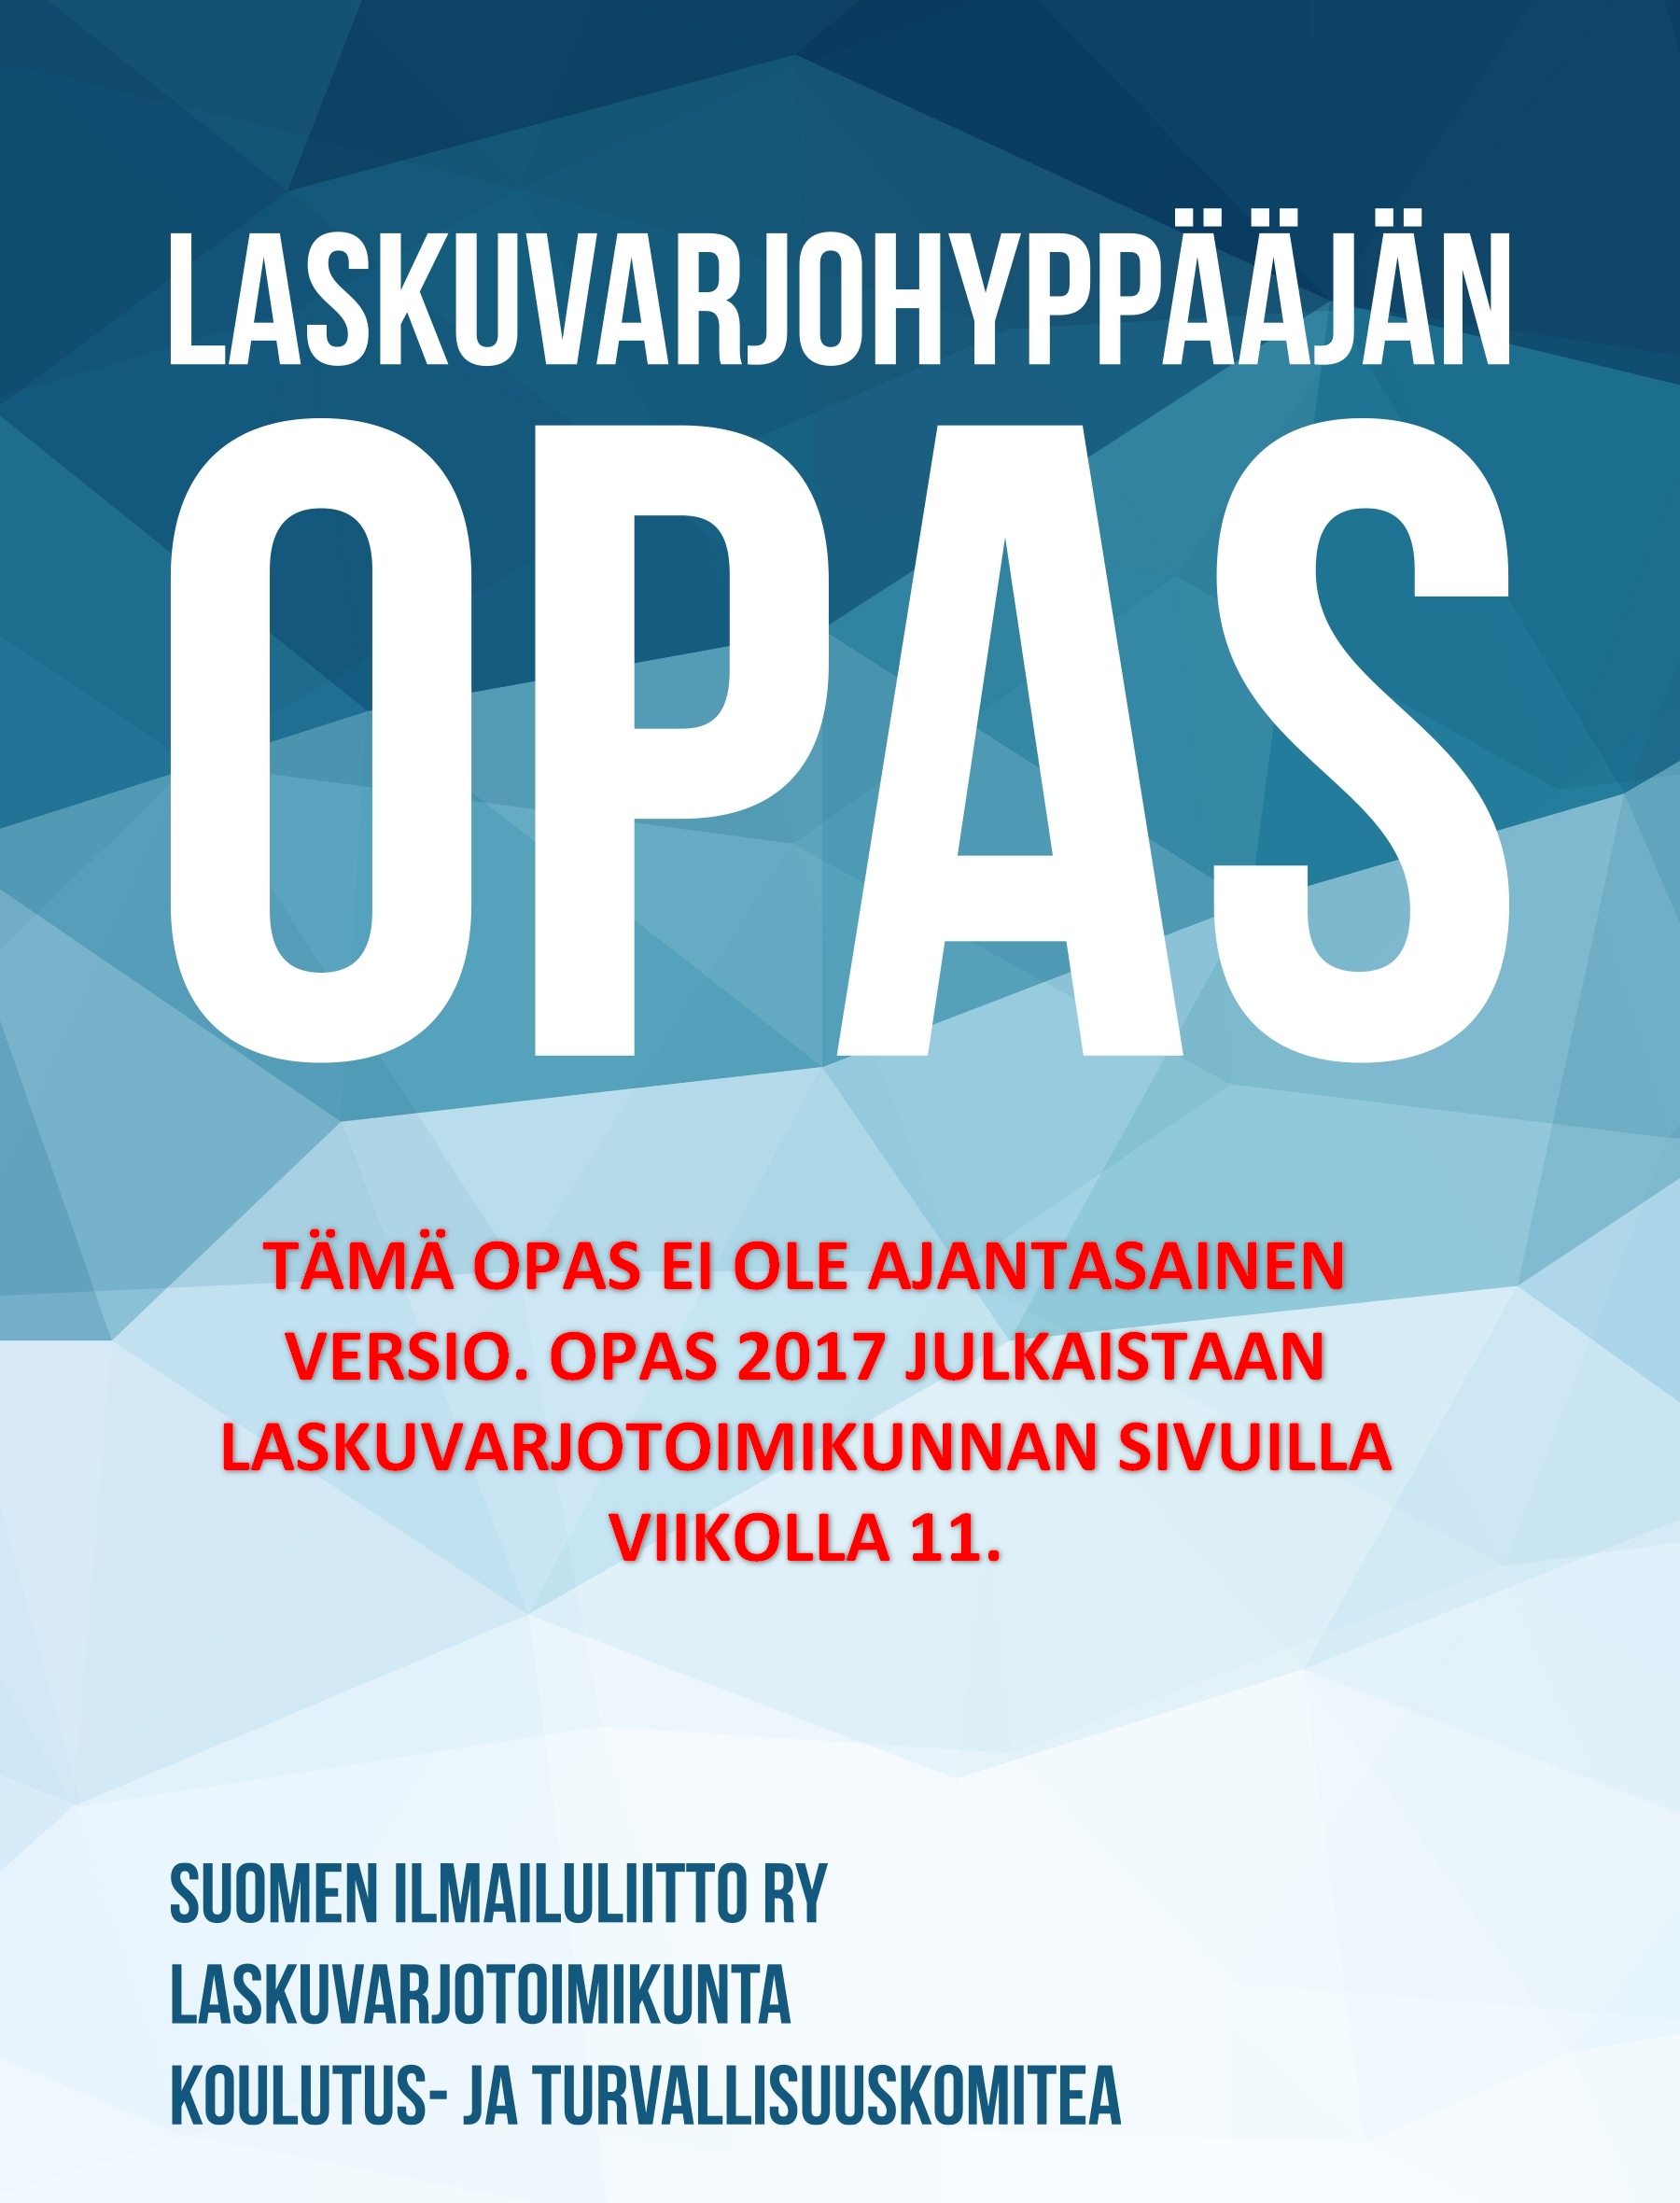 LASKUVARJOHYPPÄÄJÄN
OPAS
TÄMÄ OPAS EI OLE AJANTASAINEN
VERSIO. OPAS 2017 JULKAISTAAN
LASKUVARJOTOIMIKUNNAN SIVUILLA
VIIKOLLA 11.
SUOMEN ILMAILULIITTO RY
LASKUVARJOTOIMIKUNTA
KOULUTUS- JA TURVALLISUUSKOMITEA